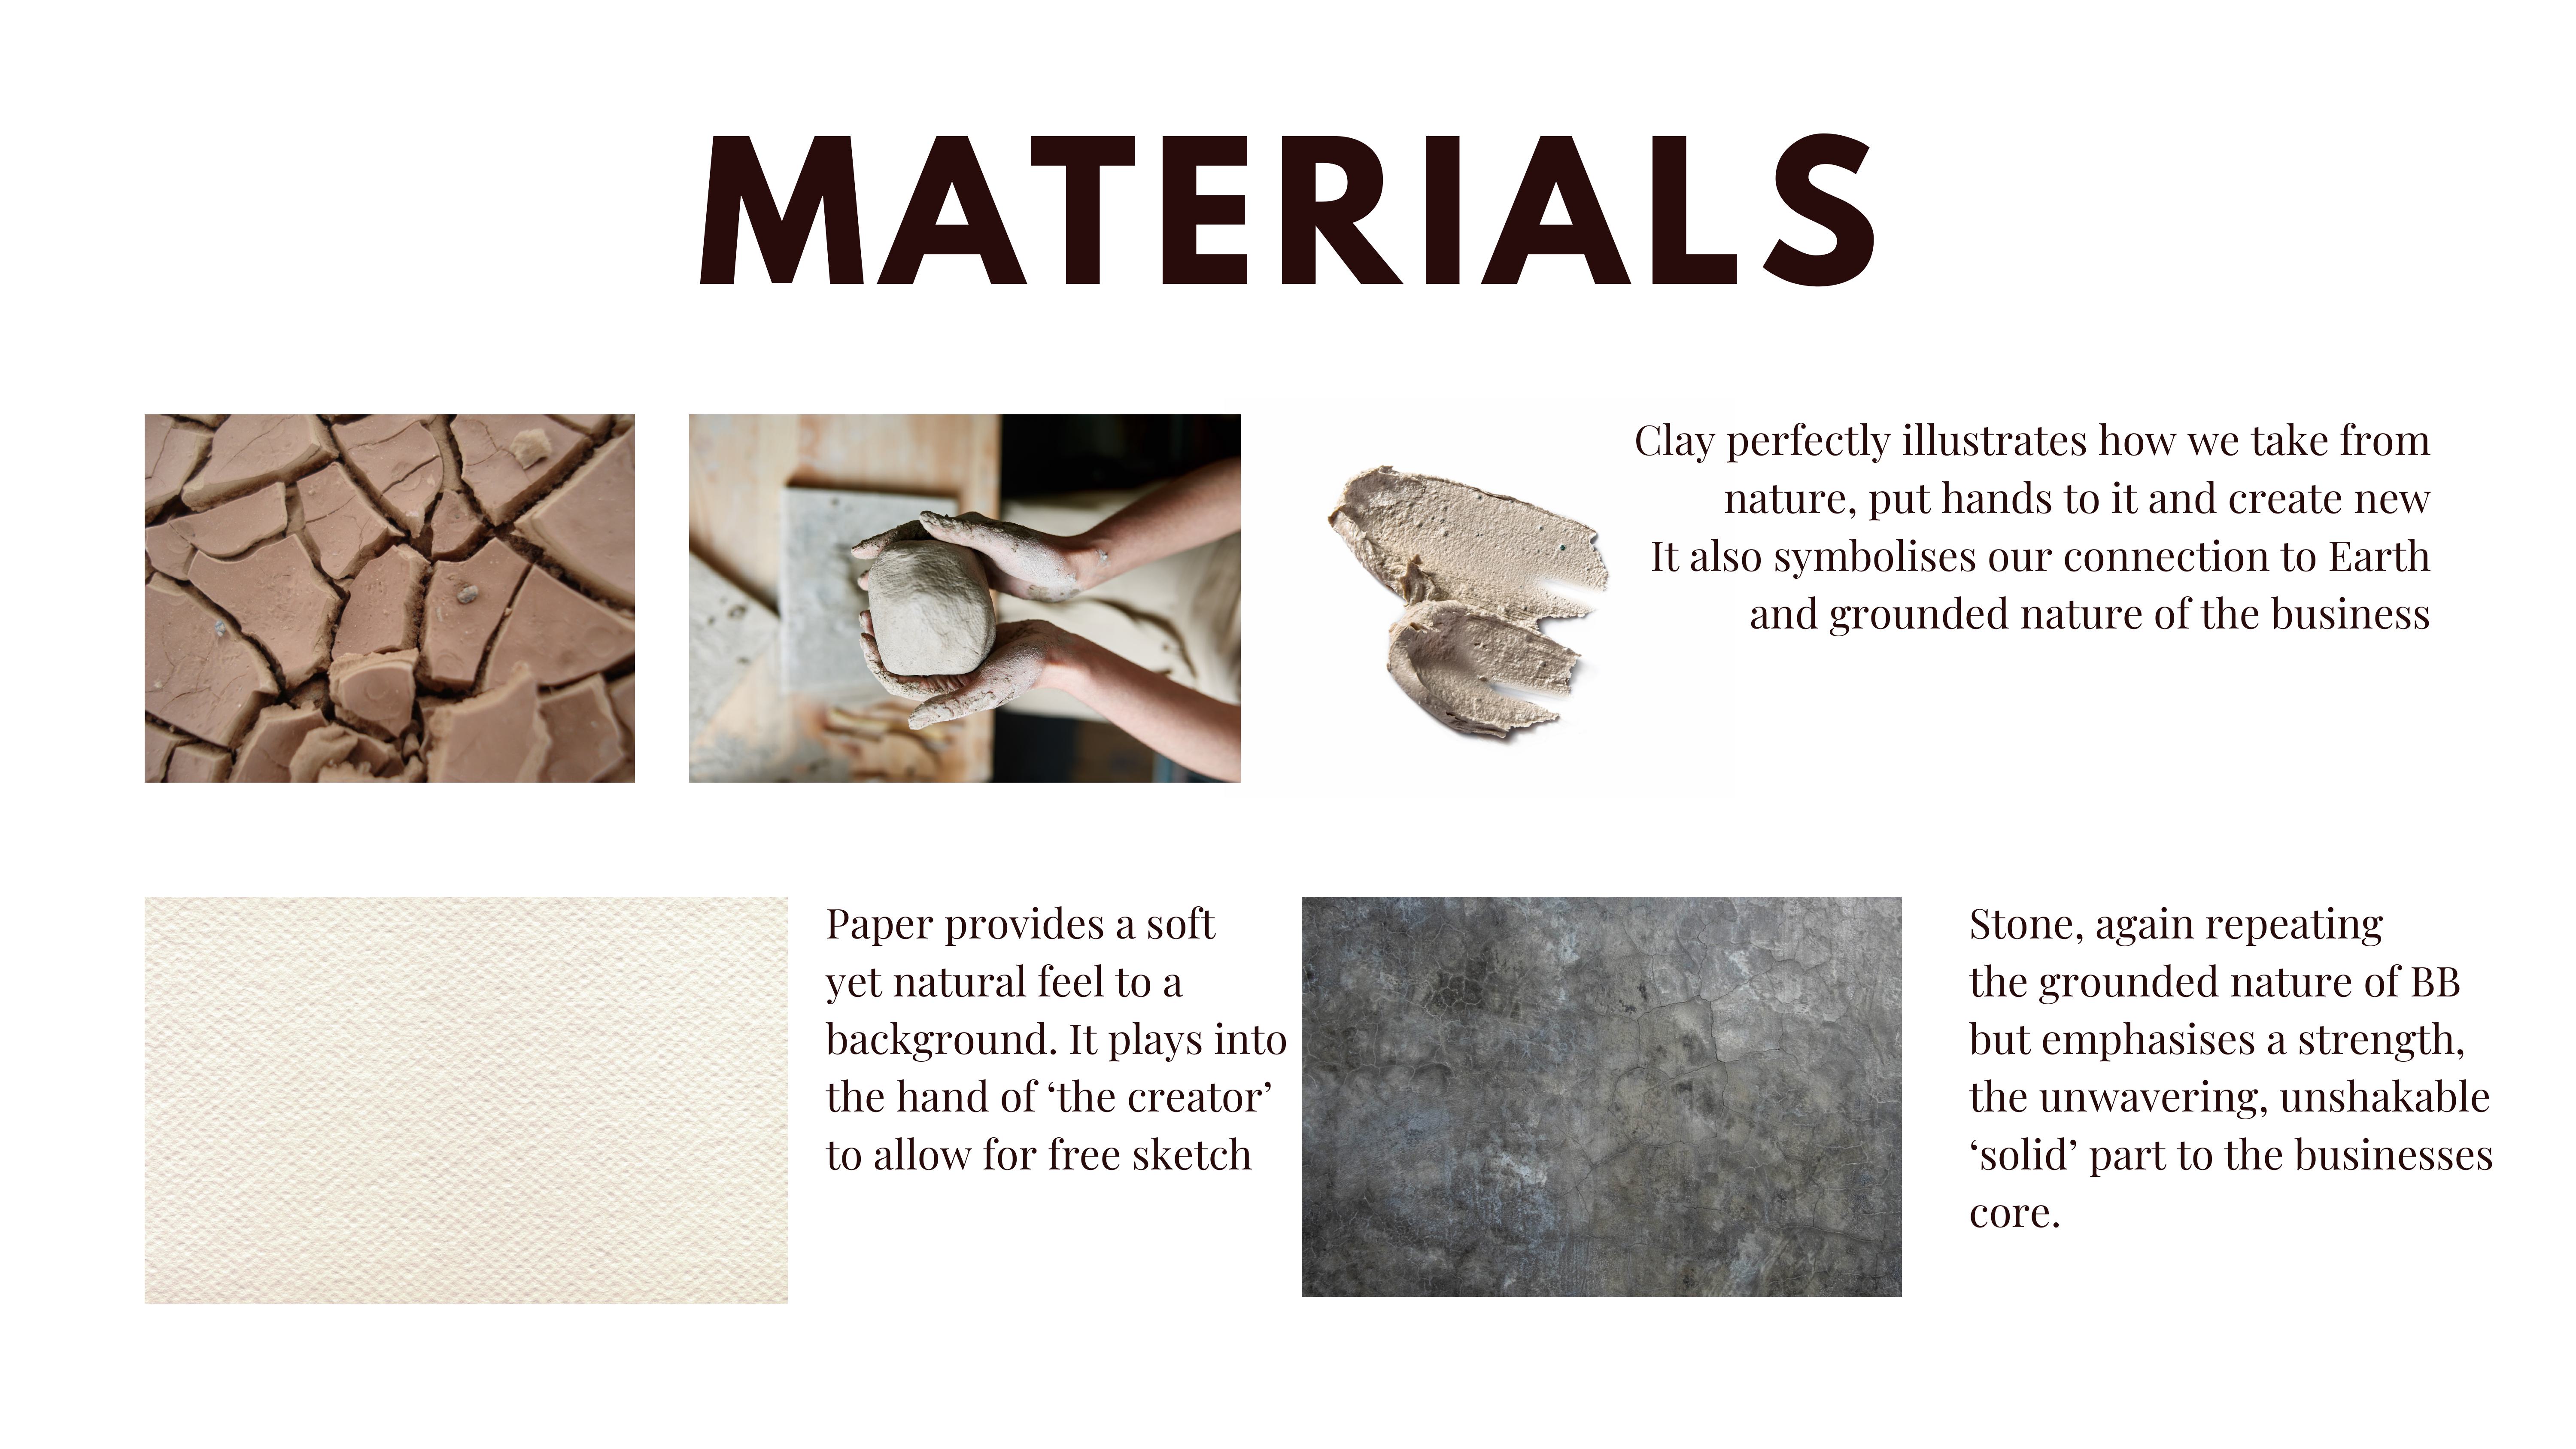 MATERIALS
Clay perfectly illustrates how we take from
nature, put hands to it and create new
It also symbolises our connection to Earth
and grounded nature of the business
Paper provides a soft
yet natural feel to a
background. It plays into
the hand of ‘the creator’
to allow for free sketch
Stone, again repeating
the grounded nature of BB
but emphasises a strength,
the unwavering, unshakable
‘solid’ part to the businesses
core.